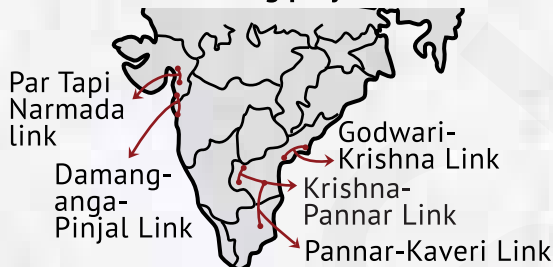 Par Tapi
Narmada
link
Damang-
anga-
Pinjal Link
Godwari-
Krishna Link
Krishna-
Pannar Link
Pannar-Kaveri Link